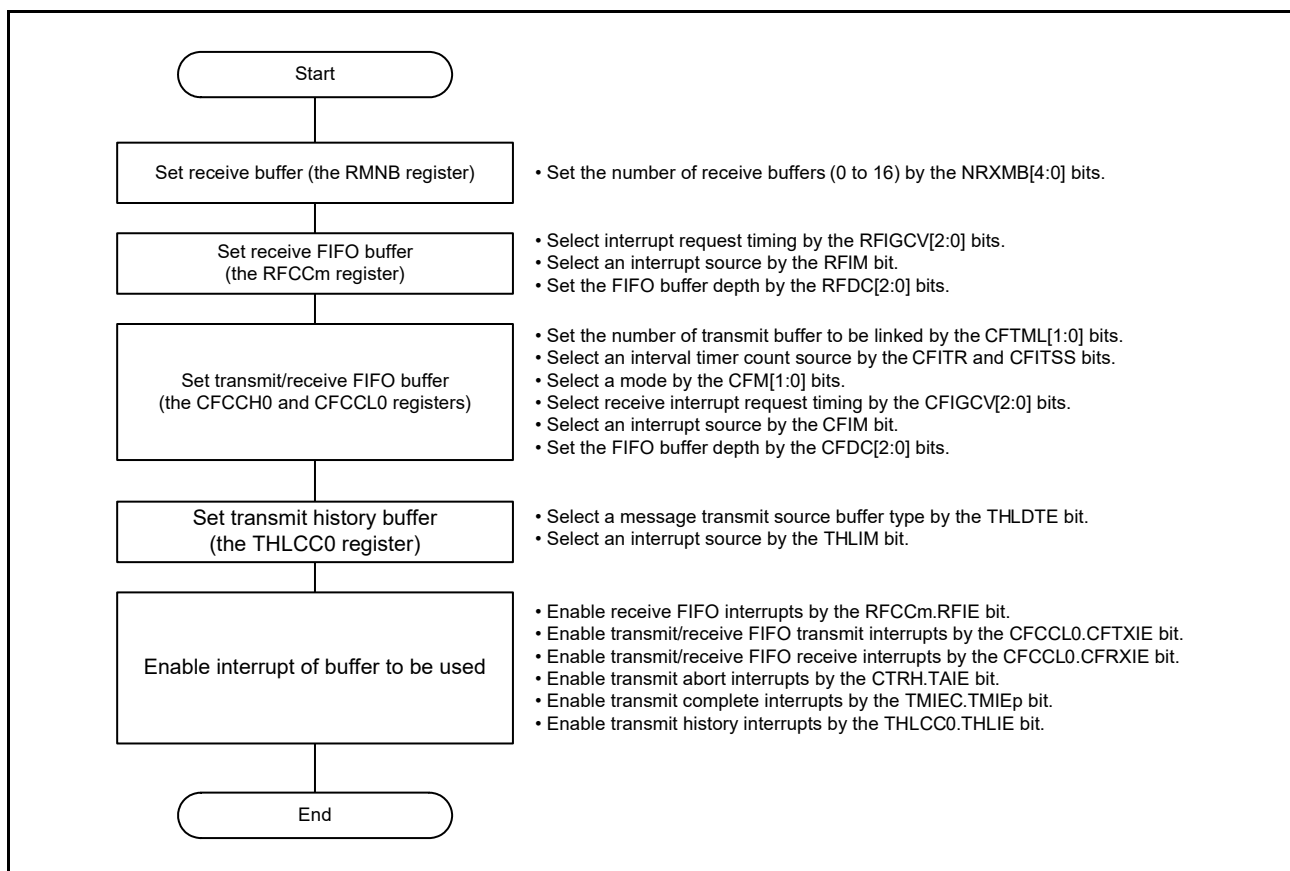 Start
Set receive buffer (the RMNB register)
• Set the number of receive buffers (0 to 16) by the NRXMB[4:0] bits.
Set receive FIFO buffer
(the RFCCm register)
• Select interrupt request timing by the RFIGCV[2:0] bits.
• Select an interrupt source by the RFIM bit.
• Set the FIFO buffer depth by the RFDC[2:0] bits.
Set transmit/receive FIFO buffer
(the CFCCH0 and CFCCL0 registers)
• Set the number of transmit buffer to be linked by the CFTML[1:0] bits.
• Select an interval timer count source by the CFITR and CFITSS bits.
• Select a mode by the CFM[1:0] bits.
• Select receive interrupt request timing by the CFIGCV[2:0] bits.
• Select an interrupt source by the CFIM bit.
• Set the FIFO buffer depth by the CFDC[2:0] bits.
Set transmit history buffer
(the THLCC0 register)
• Select a message transmit source buffer type by the THLDTE bit.
• Select an interrupt source by the THLIM bit.
Enable interrupt of buffer to be used
• Enable receive FIFO interrupts by the RFCCm.RFIE bit.
• Enable transmit/receive FIFO transmit interrupts by the CFCCL0.CFTXIE bit.
• Enable transmit/receive FIFO receive interrupts by the CFCCL0.CFRXIE bit.
• Enable transmit abort interrupts by the CTRH.TAIE bit.
• Enable transmit complete interrupts by the TMIEC.TMIEp bit.
• Enable transmit history interrupts by the THLCC0.THLIE bit.
End